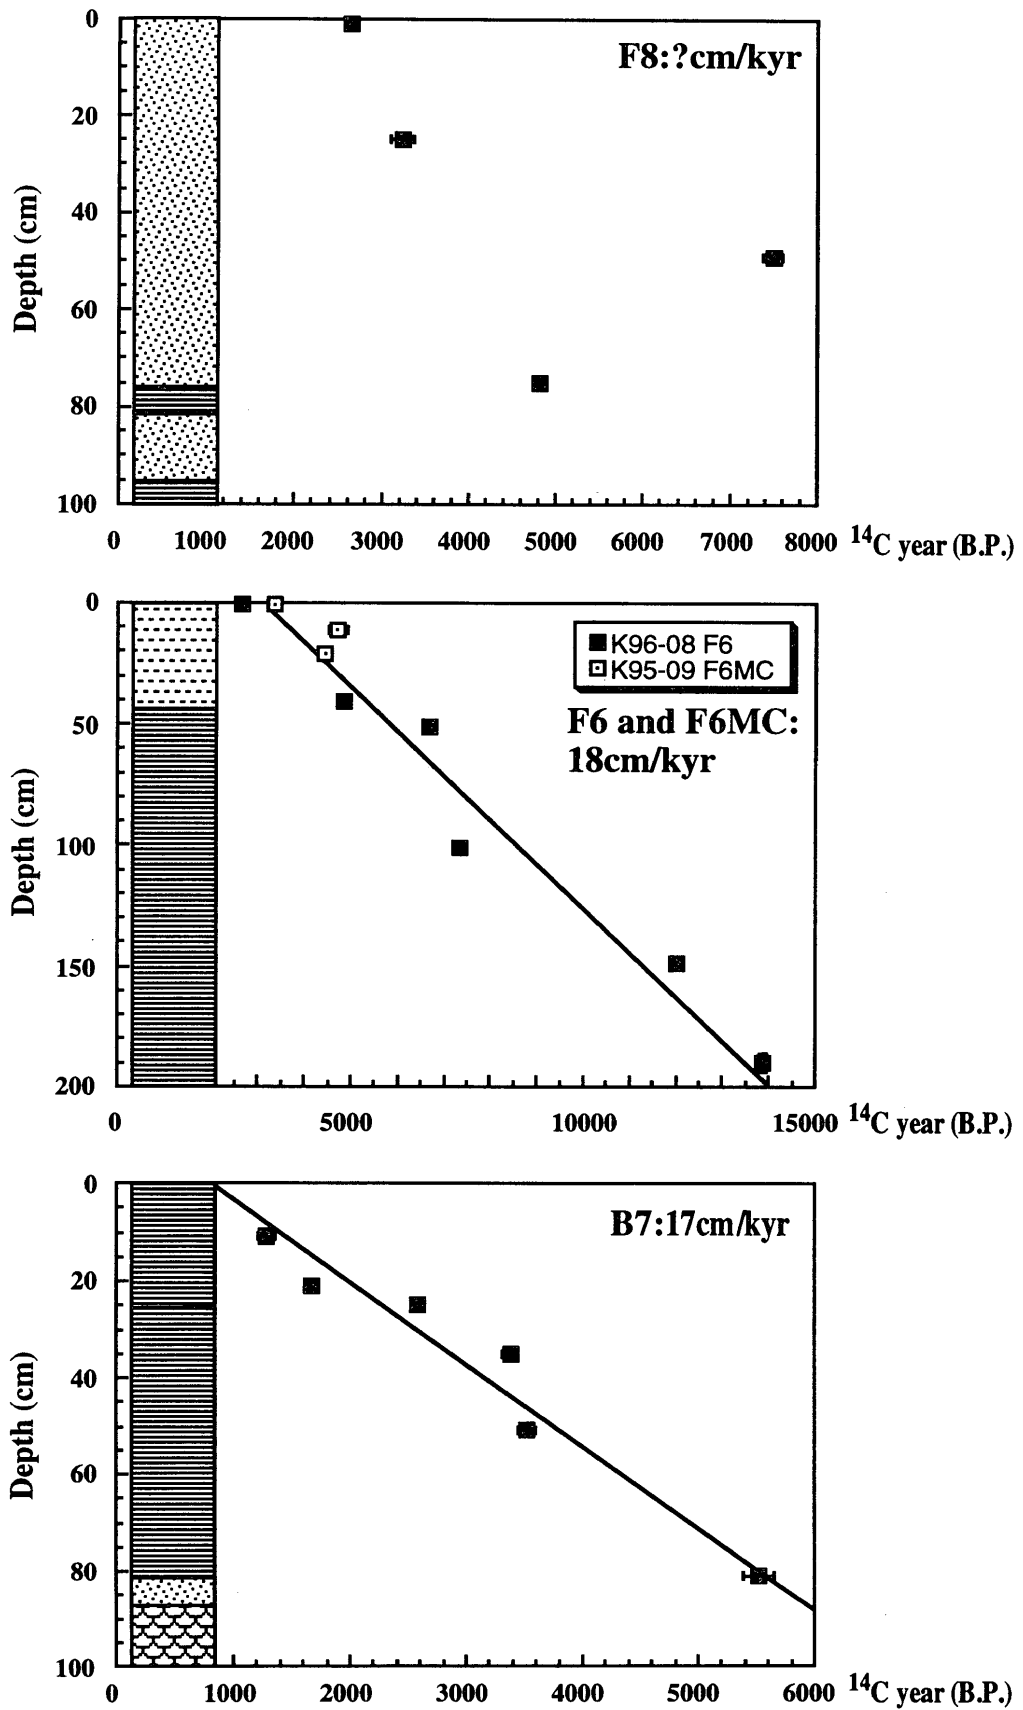 0
F8:?cm/kyr
20
40
Depth (cm)
60
80
100
0 1000 2000 3000 4000 5000 6000 7000 8000 ¹⁴C year (B.P.)
0
K96-08 F6
K95-09 F6MC
50
F6 and F6MC:
18cm/kyr
100
Depth (cm)
150
200
0 5000 10000 15000 ¹⁴C year (B.P.)
0
B7:17cm/kyr
20
40
Depth (cm)
60
80
100
0 1000 2000 3000 4000 5000 6000 ¹⁴C year (B.P.)